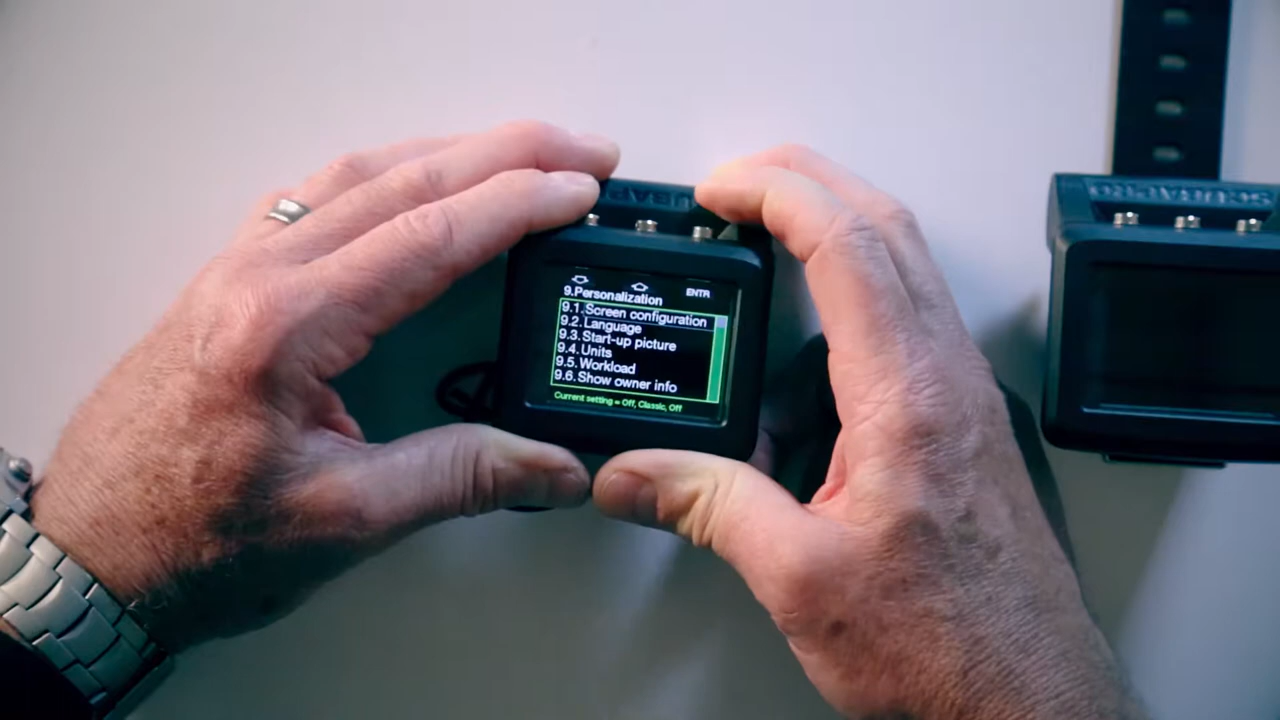 ENTR
9.Personalization
9.1.Screen configuration
9.2.Language
9.3.Start-up picture
9.4.Units
9.5.Workload
9.6.Show owner info
Current setting = Off, Classic, Off
SCUBAPRO